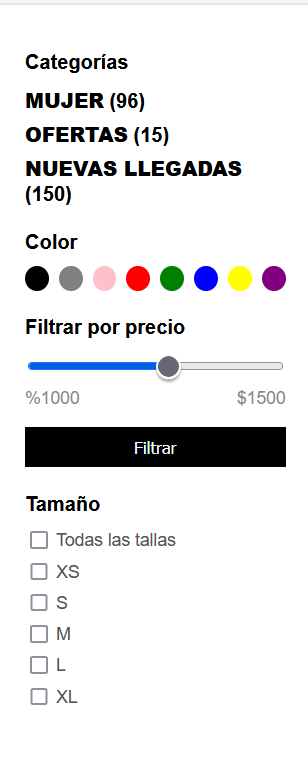 Categorías
MUJER (96)
OFERTAS (15)
NUEVAS LLEGADAS
(150)
Color
Filtrar por precio
%1000 $1500
Filtrar
Tamaño
Todas las tallas
XS
S
M
L
XL